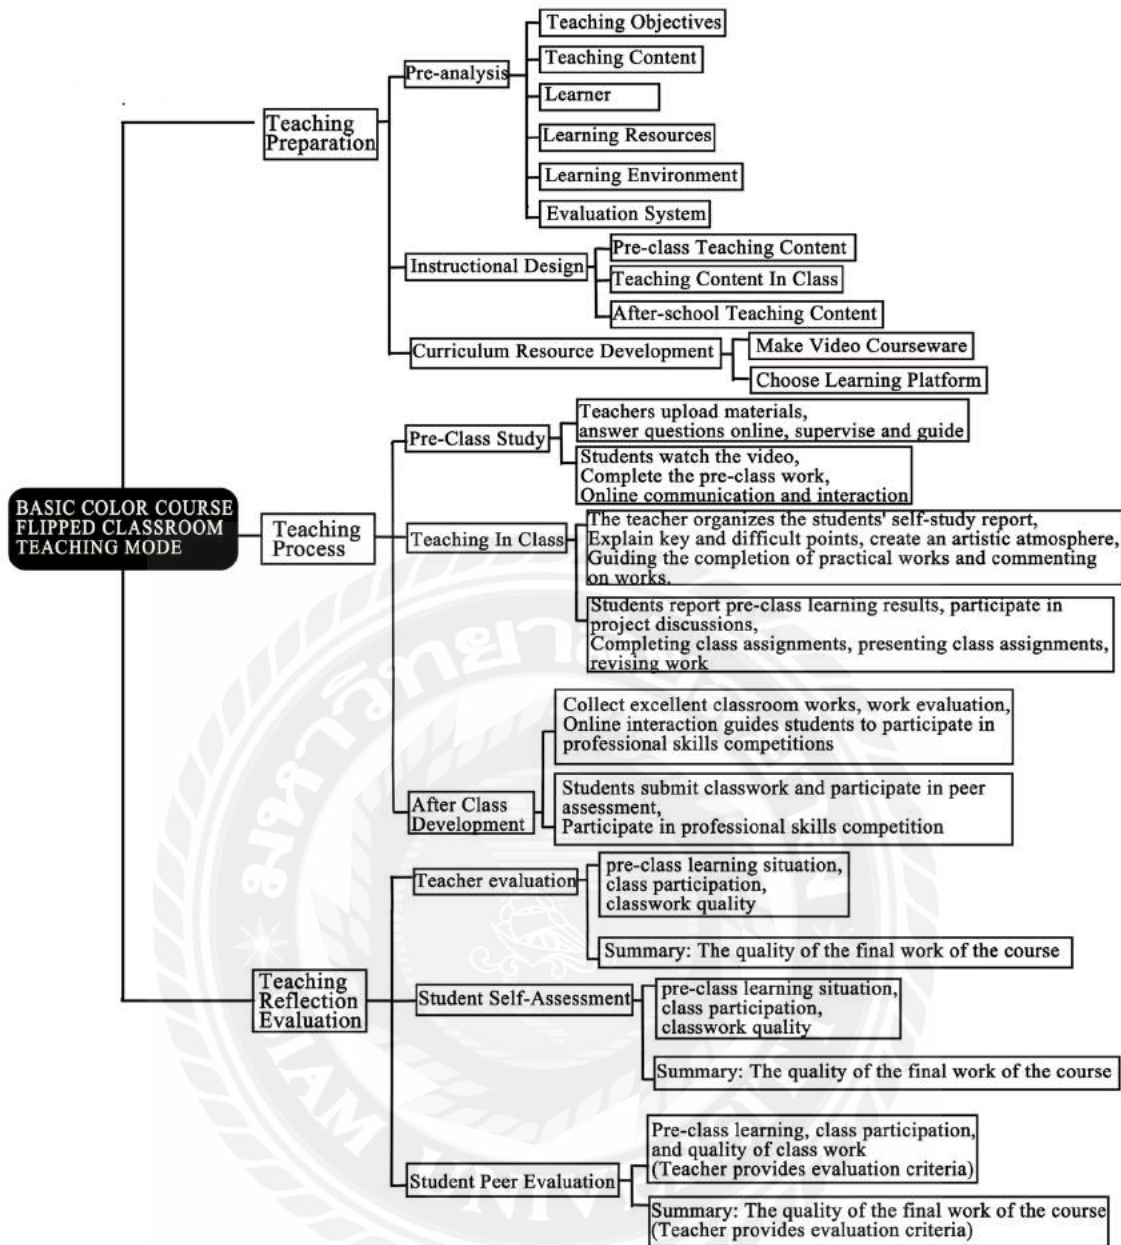 Teaching Objectives
Teaching Content
Pre-analysis
Learner
Teaching
Preparation
Learning Resources
Learning Environment
Evaluation System
Pre-class Teaching Content
Instructional Design
Teaching Content In Class
After-school Teaching Content
Curriculum Resource Development
Make Video Courseware
Choose Learning Platform
Pre-Class Study
Teachers upload materials,
answer questions online, supervise and guide
Students watch the video,
Complete the pre-class work,
Online communication and interaction
BASIC COLOR COURSE
FLIPPED CLASSROOM
TEACHING MODE
Teaching
Process
Teaching In Class
The teacher organizes the students' self-study report,
Explain key and difficult points, create an artistic atmosphere,
Guiding the completion of practical works and commenting
on works.
Students report pre-class learning results, participate in
project discussions,
Completing class assignments, presenting class assignments,
revising work
Collect excellent classroom works, work evaluation,
Online interaction guides students to participate in
professional skills competitions
After Class
Development
Students submit classwork and participate in peer
assessment,
Participate in professional skills competition
Teacher evaluation
pre-class learning situation,
class participation,
classwork quality
Summary: The quality of the final work of the course
Teaching
Reflection
Evaluation
Student Self-Assessment
pre-class learning situation,
class participation,
classwork quality
Summary: The quality of the final work of the course
Student Peer Evaluation
Pre-class learning, class participation,
and quality of class work
(Teacher provides evaluation criteria)
Summary: The quality of the final work of the course
(Teacher provides evaluation criteria)